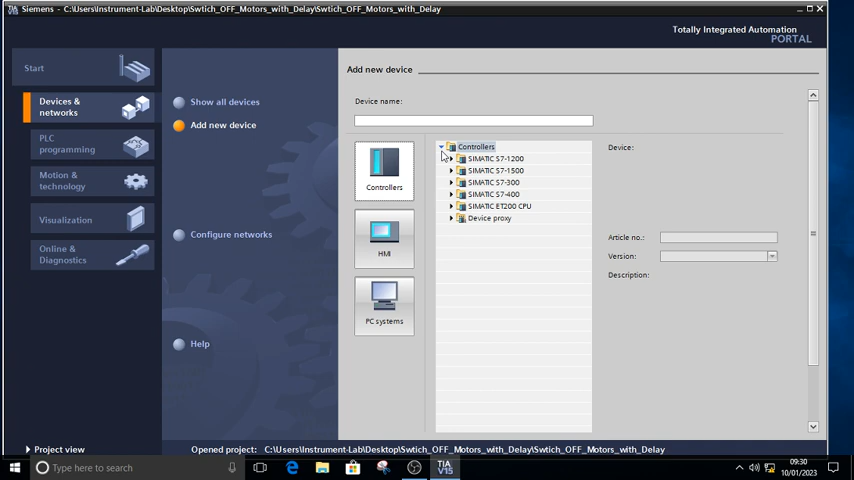 Siemens - C:\Users\Instrument-Lab\Desktop\Swtich_OFF_Motors_with_Delay\Swtich_OFF_Motors_with_Delay
Totally Integrated Automation
PORTAL
Start
Devices &
networks
PLC
programming
Motion &
technology
Visualization
Online &
Diagnostics
Show all devices
Add new device
Configure networks
Help
Add new device
Device name:
Controllers
HMI
PC systems
Controllers
SIMATIC S7-1200
SIMATIC S7-1500
SIMATIC S7-300
SIMATIC S7-400
SIMATIC ET200 CPU
Device proxy
Device:
Article no.:
Version:
Description:
Project view
Opened project: C:\Users\Instrument-Lab\Desktop\Swtich_OFF_Motors_with_Delay\Swtich_OFF_Motors_with_Delay
Type here to search
TIA
V15
09:30
10/01/2023